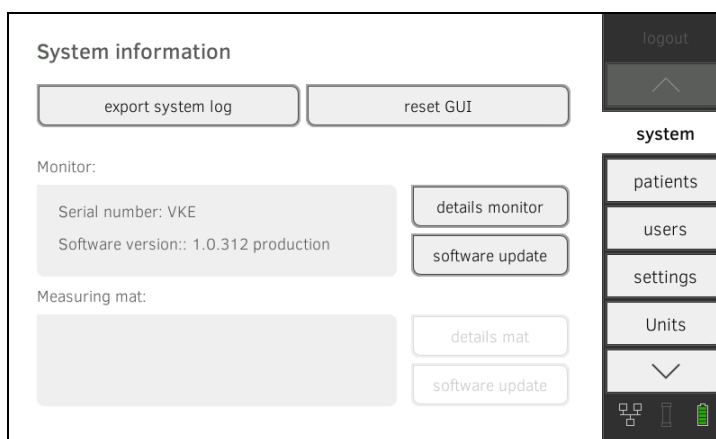 System information
export system log
reset GUI
Monitor:
Serial number: VKE
Software version:: 1.0.312 production
details monitor
software update
Measuring mat:
details mat
software update
logout
system
patients
users
settings
Units